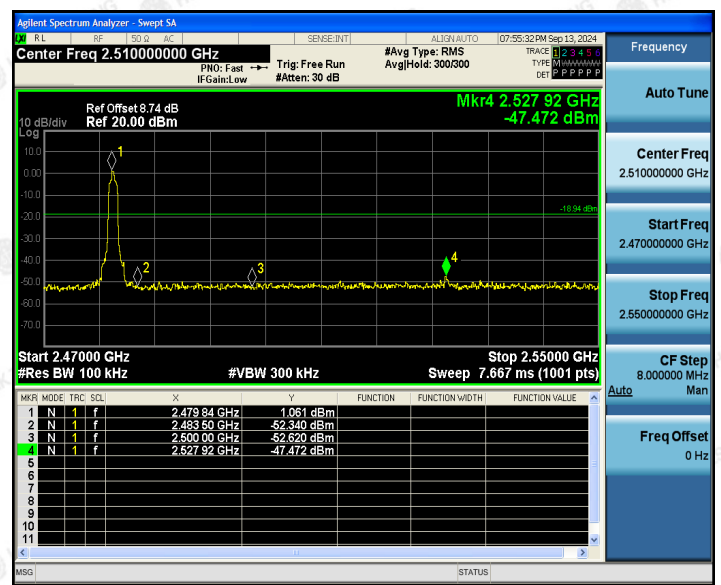 Agilent Spectrum Analyzer - Swept SA
LXI RL RF 50 Ω AC SENSE:INT ALIGN AUTO 07:55:32 PM Sep 13, 2024
Center Freq 2.510000000 GHz
PNO: Fast
IFGain:Low
Trig: Free Run
#Atten: 30 dB
#Avg Type: RMS
Avg|Hold: 300/300
TRACE 1 2 3 4 5 6
TYPE M
DET P P P P P P
Ref Offset 8.74 dB
10 dB/div Ref 20.00 dBm
Log
Mkr4 2.527 92 GHz
-47.472 dBm
10.0
0.00
-10.0
-20.0
-30.0
-40.0
-50.0
-60.0
-70.0
1
2
3
4
-18.94 dBm
Start 2.47000 GHz Stop 2.55000 GHz
#Res BW 100 kHz #VBW 300 kHz Sweep 7.667 ms (1001 pts)
MKR MODE TRC SCL X Y FUNCTION FUNCTION WIDTH FUNCTION VALUE
1 N 1 f 2.479 84 GHz 1.061 dBm
2 N 1 f 2.483 50 GHz -52.340 dBm
3 N 1 f 2.500 00 GHz -52.620 dBm
4 N 1 f 2.527 92 GHz -47.472 dBm
5
6
7
8
9
10
11
MSG STATUS
Frequency
Auto Tune
Center Freq
2.510000000 GHz
Start Freq
2.470000000 GHz
Stop Freq
2.550000000 GHz
CF Step
8.000000 MHz
Auto Man
Freq Offset
0 Hz